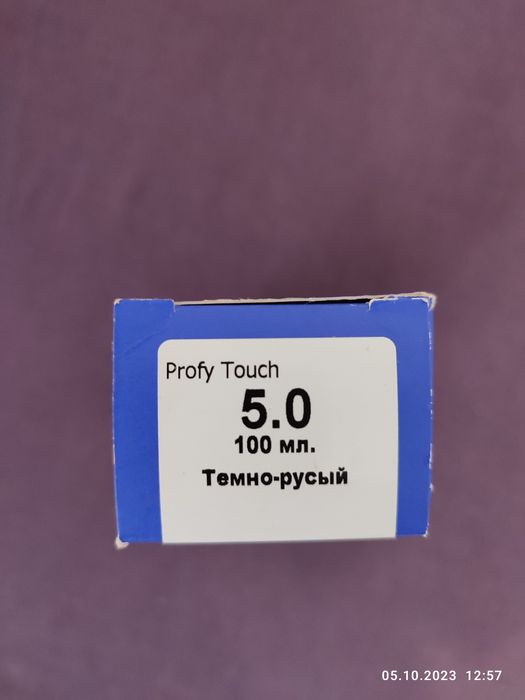 Profy Touch
5.0
100 мл.
Темно-русый
05.10.2023 12:57